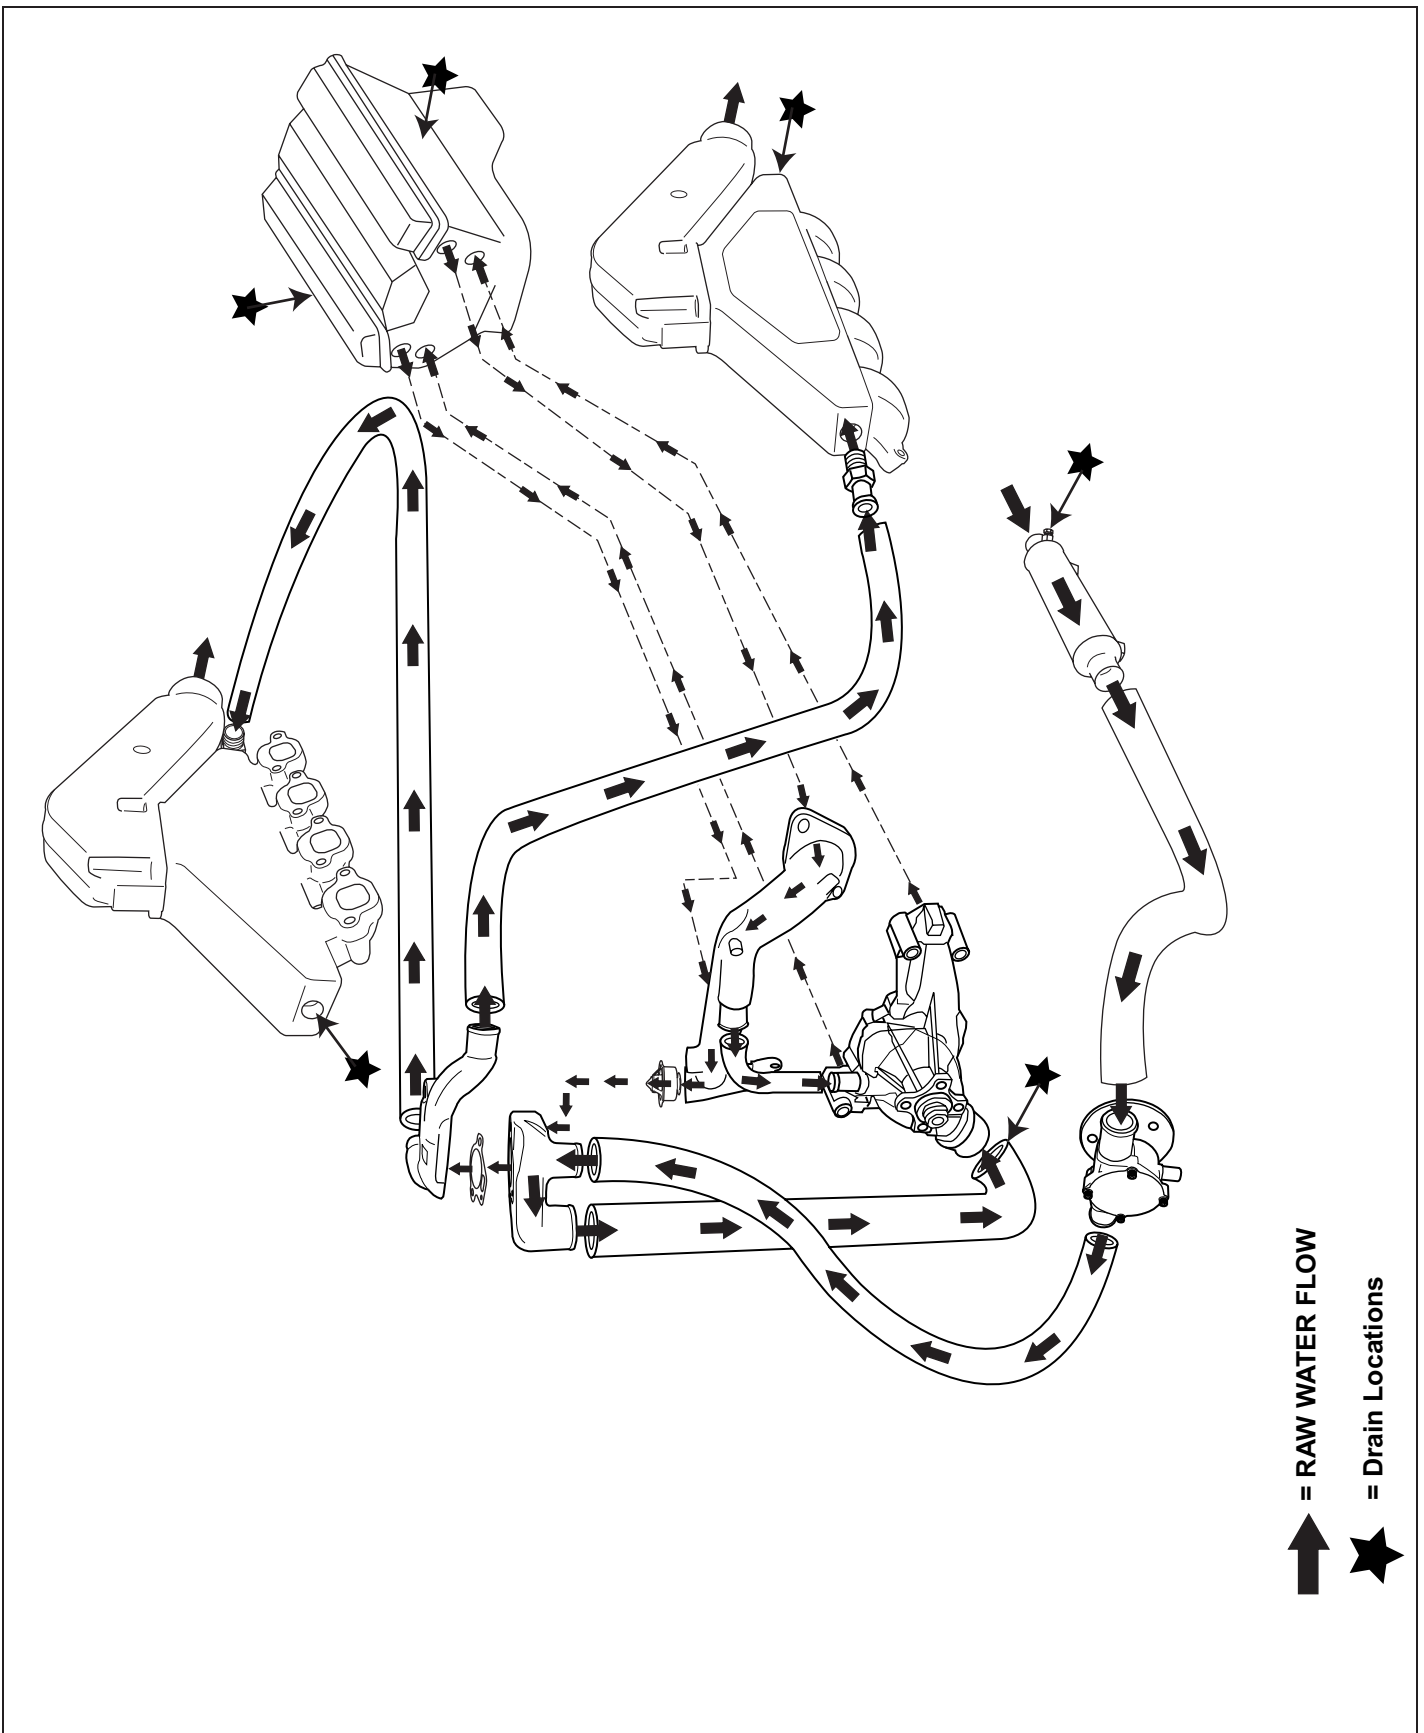 = RAW WATER FLOW
= Drain Locations